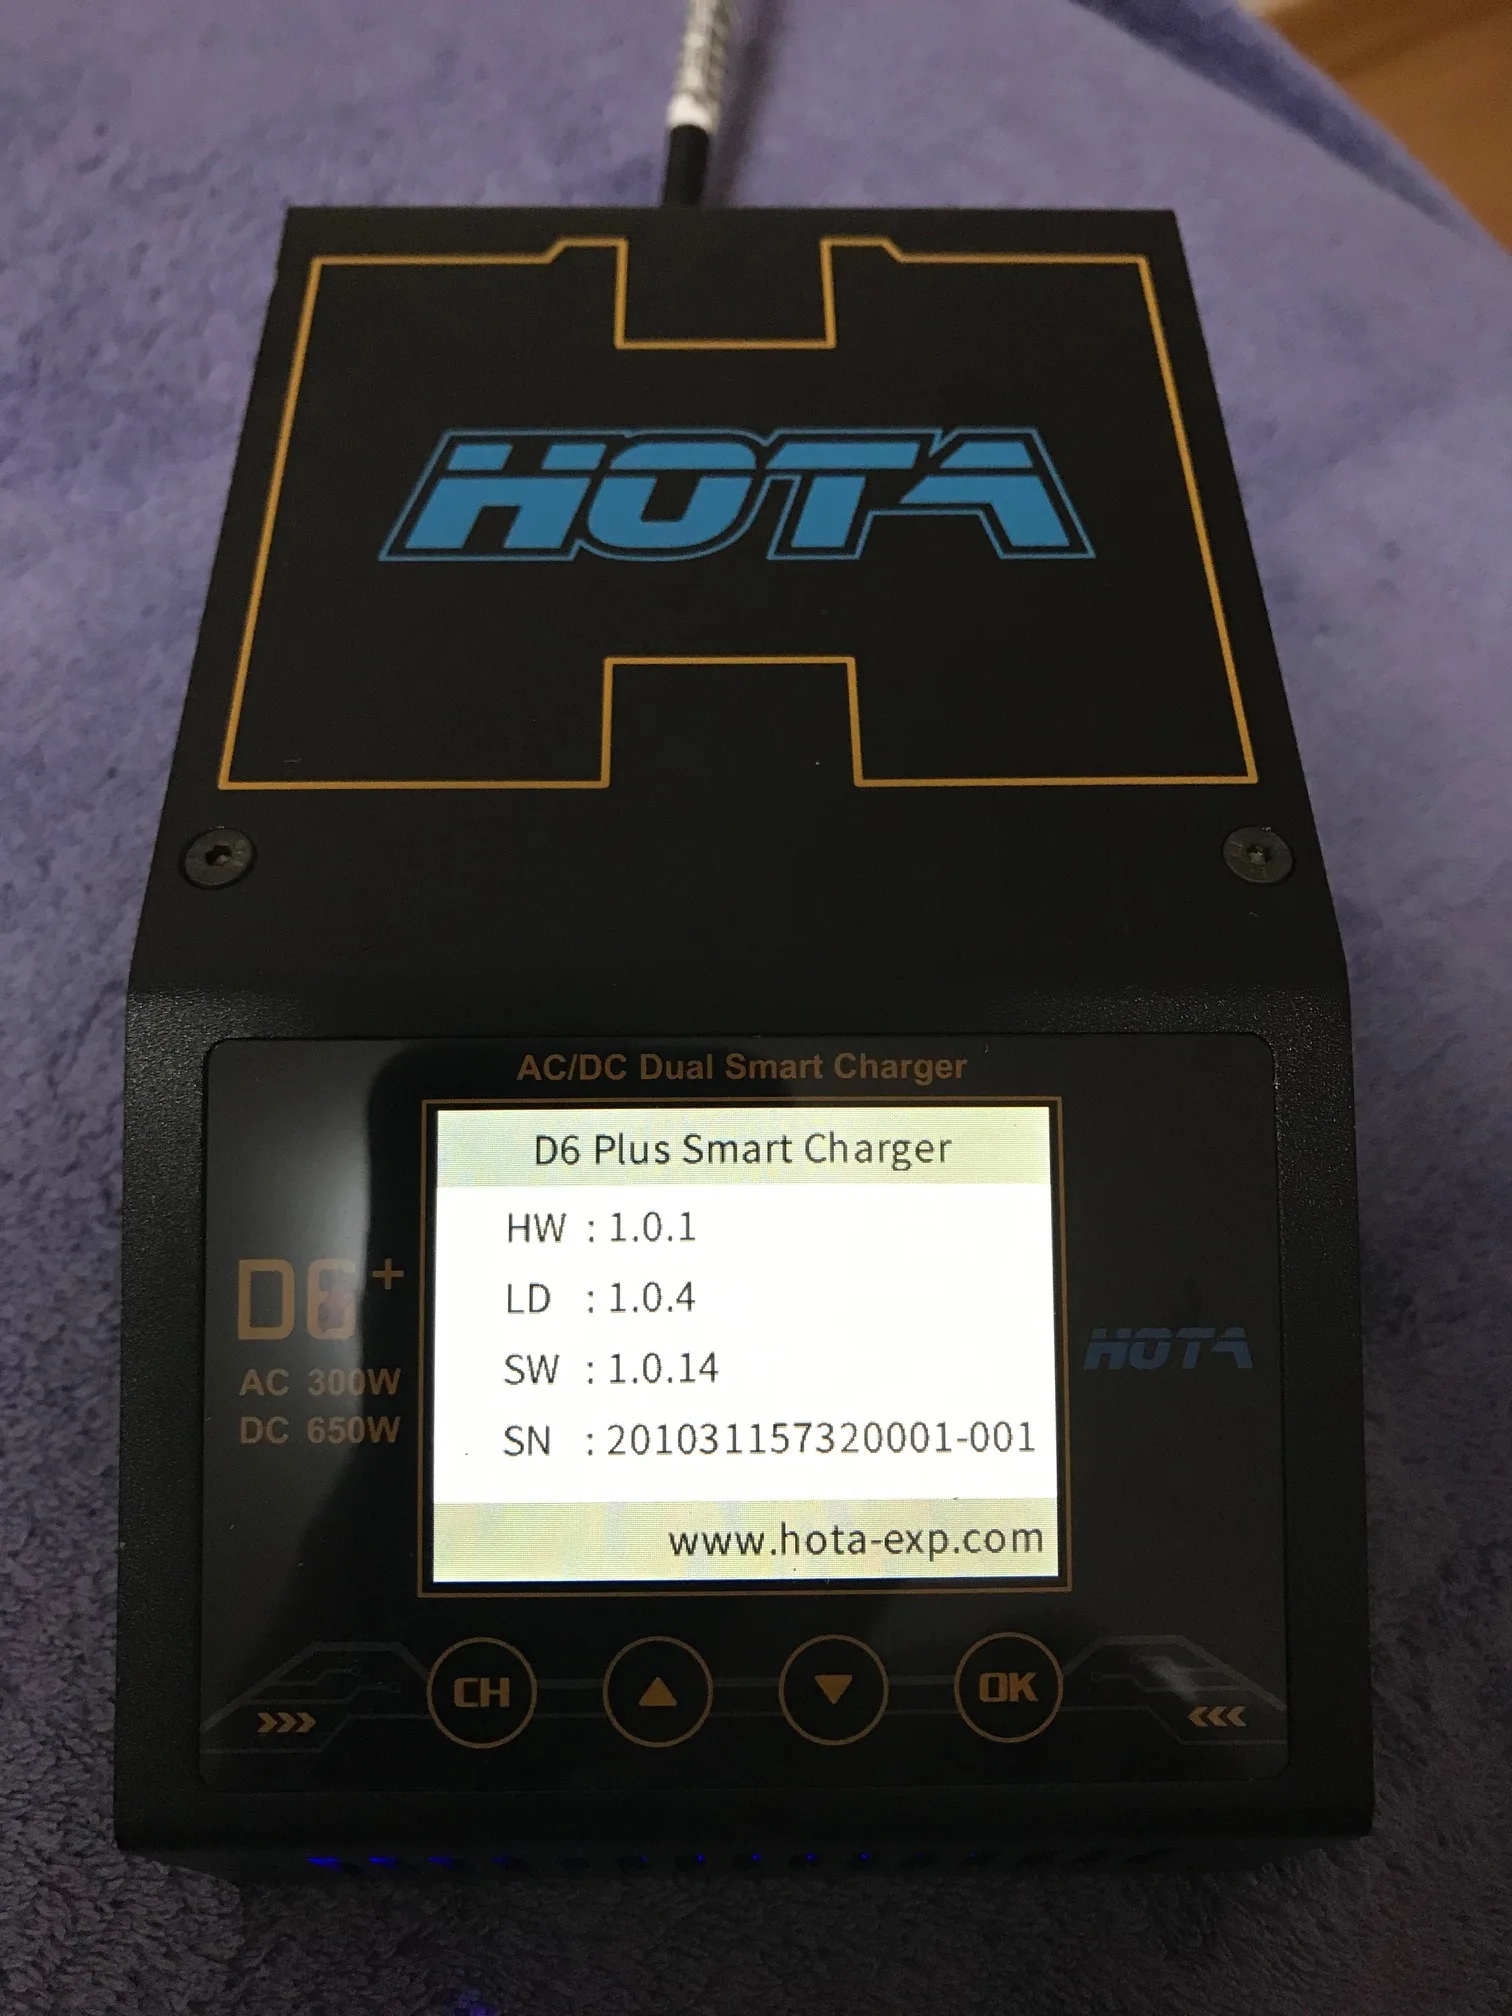 HOTA
AC/DC Dual Smart Charger
D6 Plus Smart Charger
HW : 1.0.1
LD : 1.0.4
SW : 1.0.14
SN : 201031157320001-001
www.hota-exp.com
D6+
AC 300W
DC 650W
HOTA
CH
OK